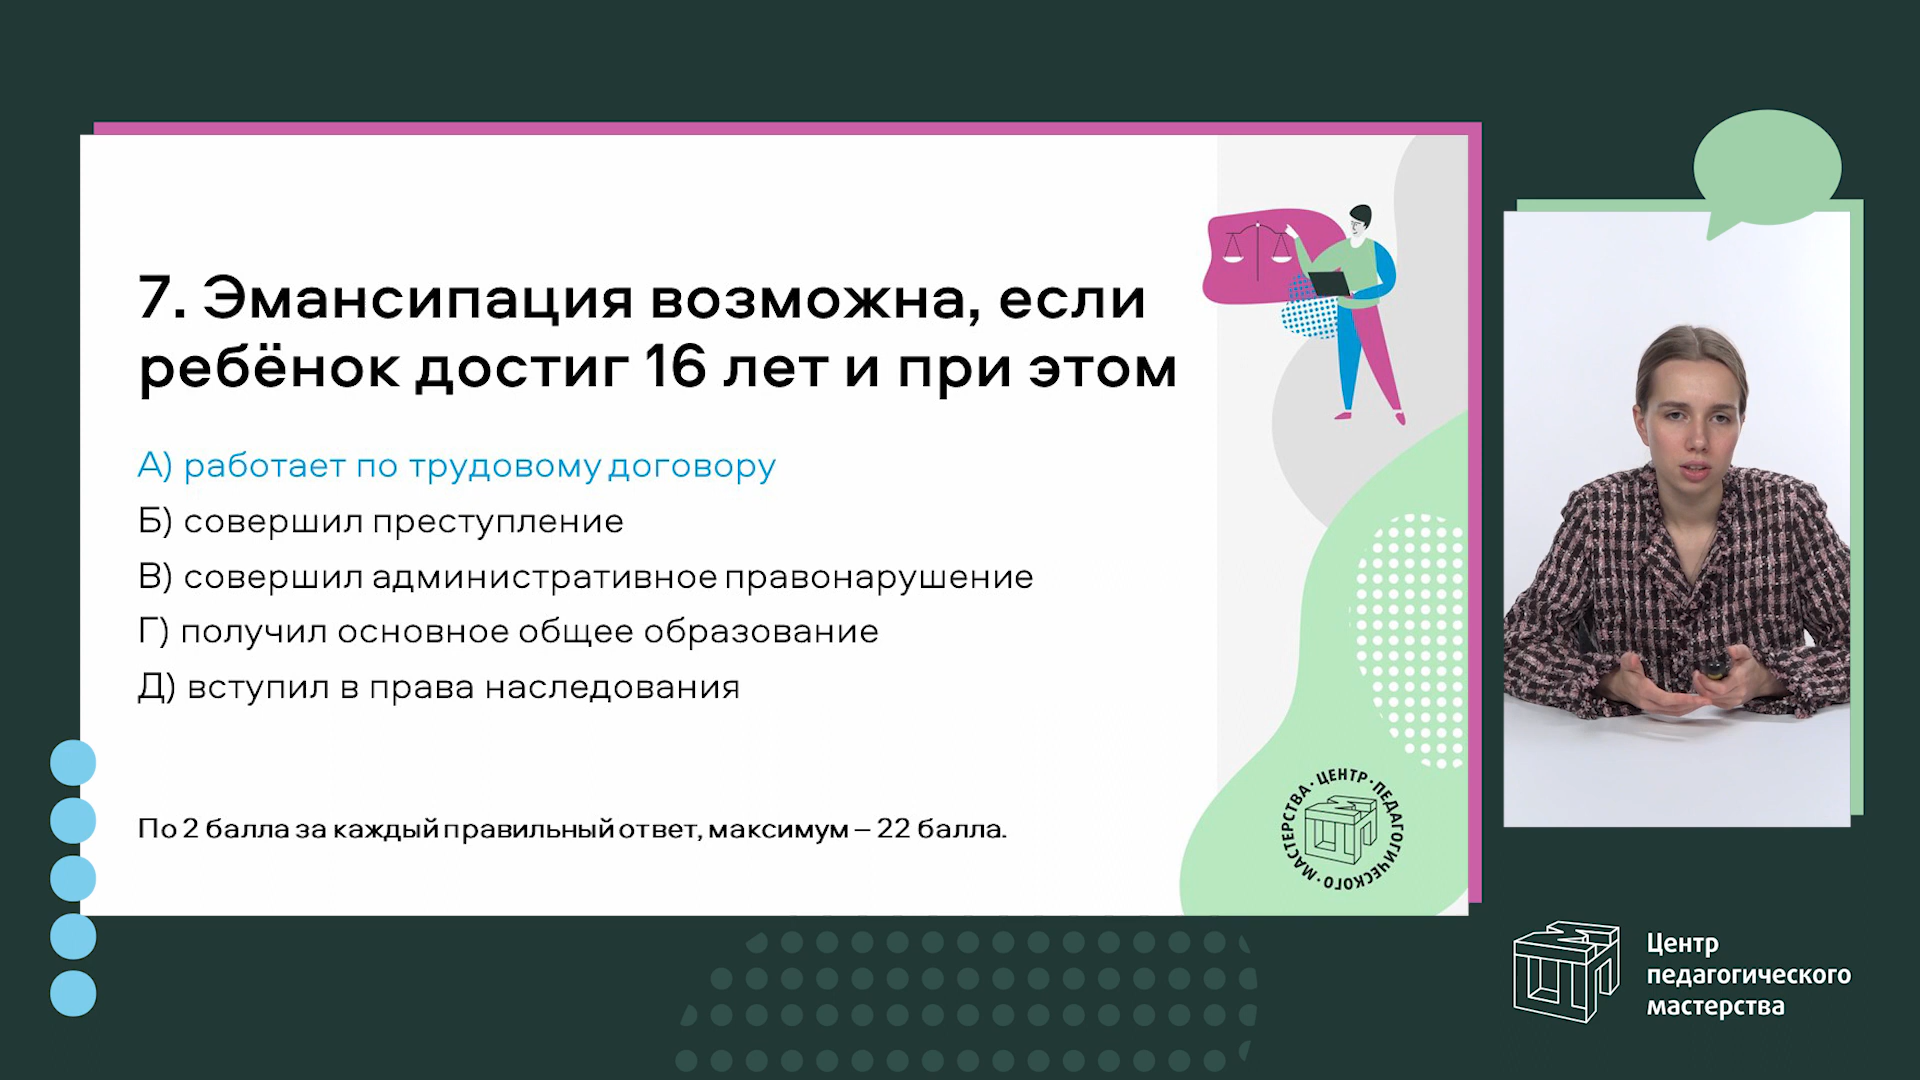 7. Эмансипация возможна, если
ребёнок достиг 16 лет и при этом
А) работает по трудовому договору
Б) совершил преступление
В) совершил административное правонарушение
Г) получил основное общее образование
Д) вступил в права наследования
По 2 балла за каждый правильный ответ, максимум – 22 балла.
ЦЕНТР · ПЕДАГОГИЧЕСКОГО · МАСТЕРСТВА ·
Центр
педагогического
мастерства